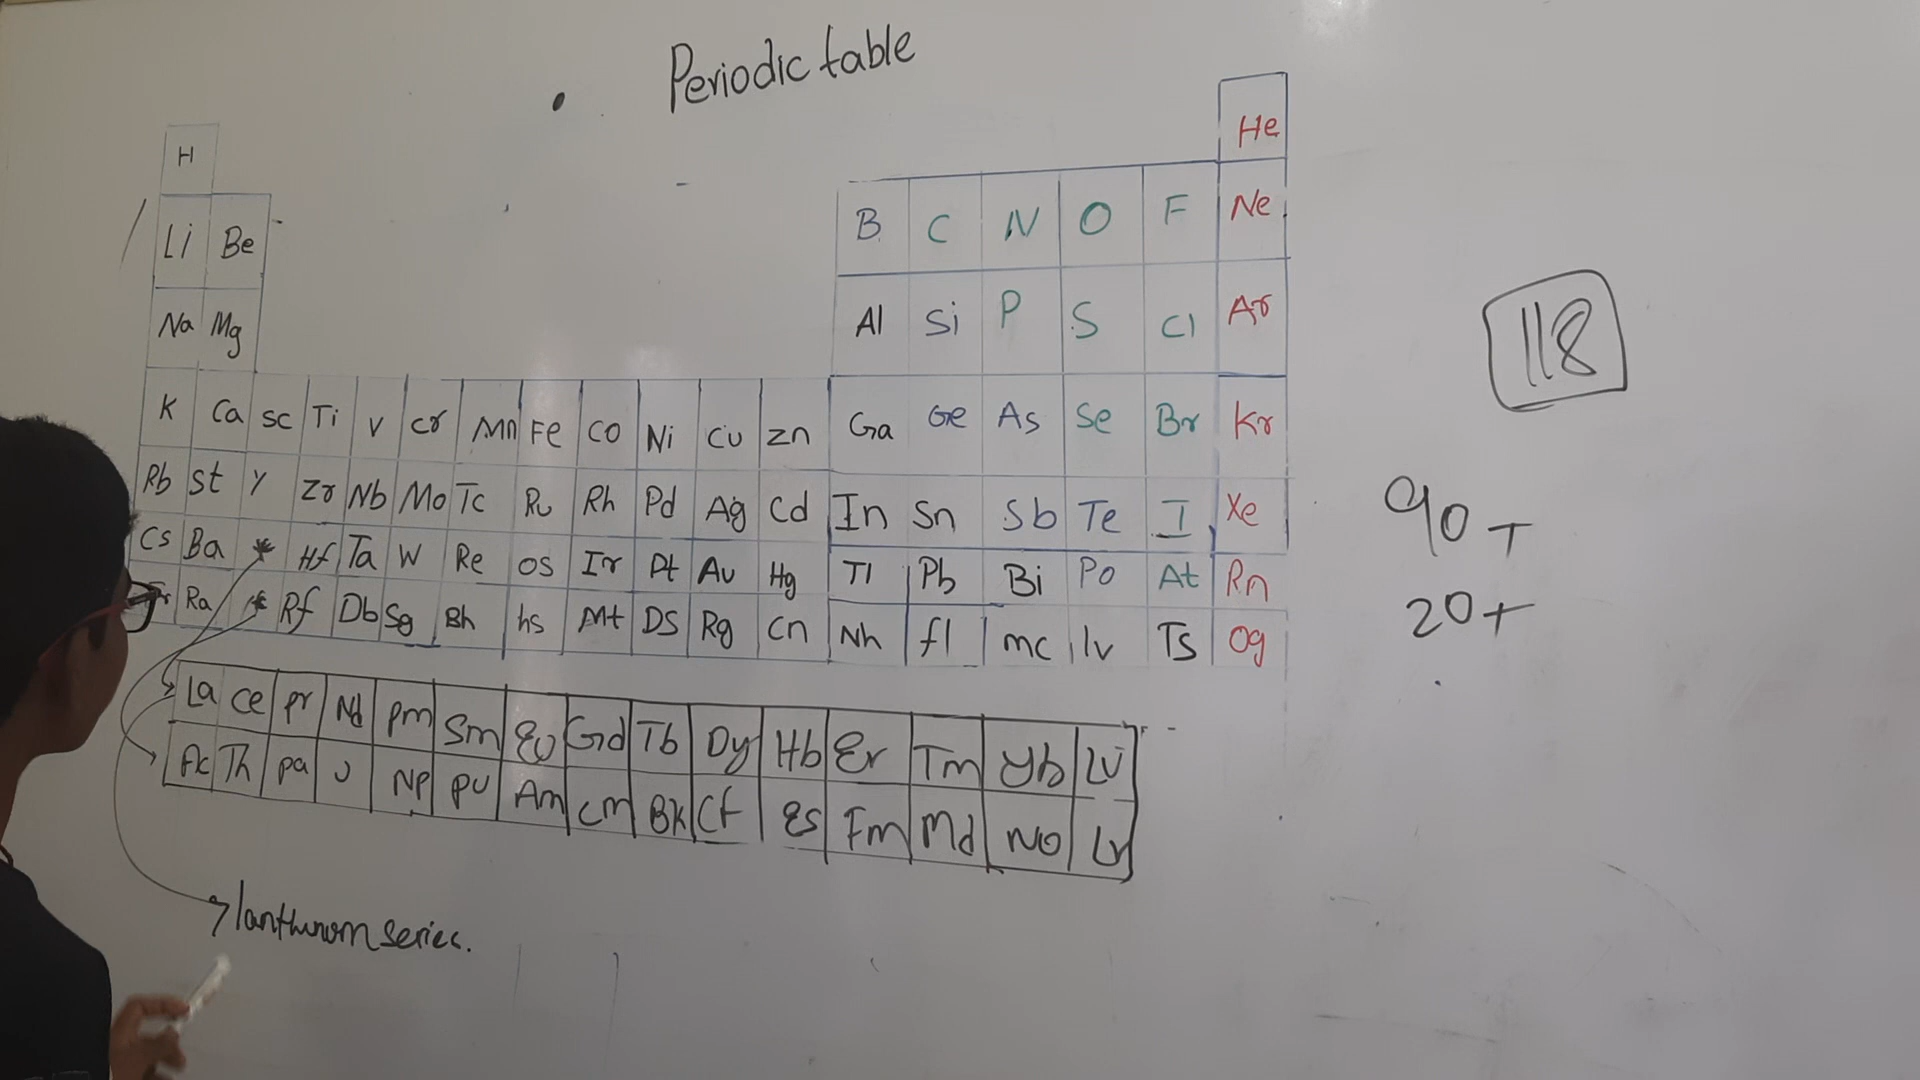 Periodic table
H He
Li Be B C N O F Ne
Na Mg Al Si P S Cl Ar
K Ca sc Ti V cr Mn Fe CO Ni Cu zn Ga Ge As Se Br Kr
Rb st Y Zr Nb Mo Tc Ru Rh Pd Ag Cd In Sn Sb Te I Xe
Cs Ba * Hf Ta W Re os Ir Pt Au Hg Tl Pb Bi Po At Rn
Ra * Rf Db Sg Bh hs Mt DS Rg Cn Nh fl mc lv Ts Og
La Ce pr Nd pm Sm Eu Gd Tb Dy Hb Er Tm Yb Lu
Ac Th pa U Np pu Am cm Bk Cf Es Fm Md NO Lr
series.
118
90+
20+